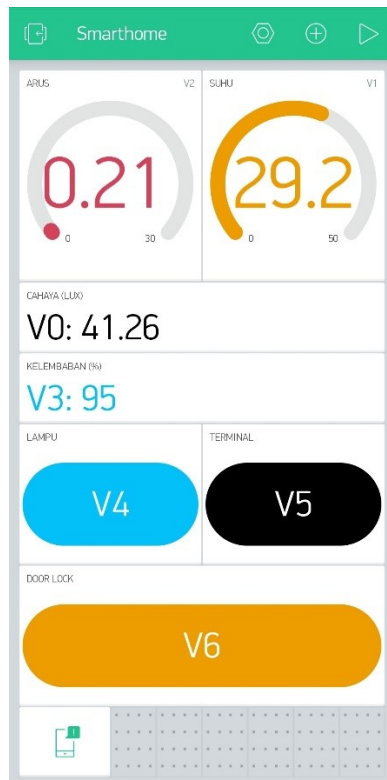 Smarthome
ARUS V2
0.21
0 30
SUHU V1
29.2
0 50
CAHAYA (LUX)
V0: 41.26
KELEMBABAN (%)
V3: 95
LAMPU
V4
TERMINAL
V5
DOOR LOCK
V6